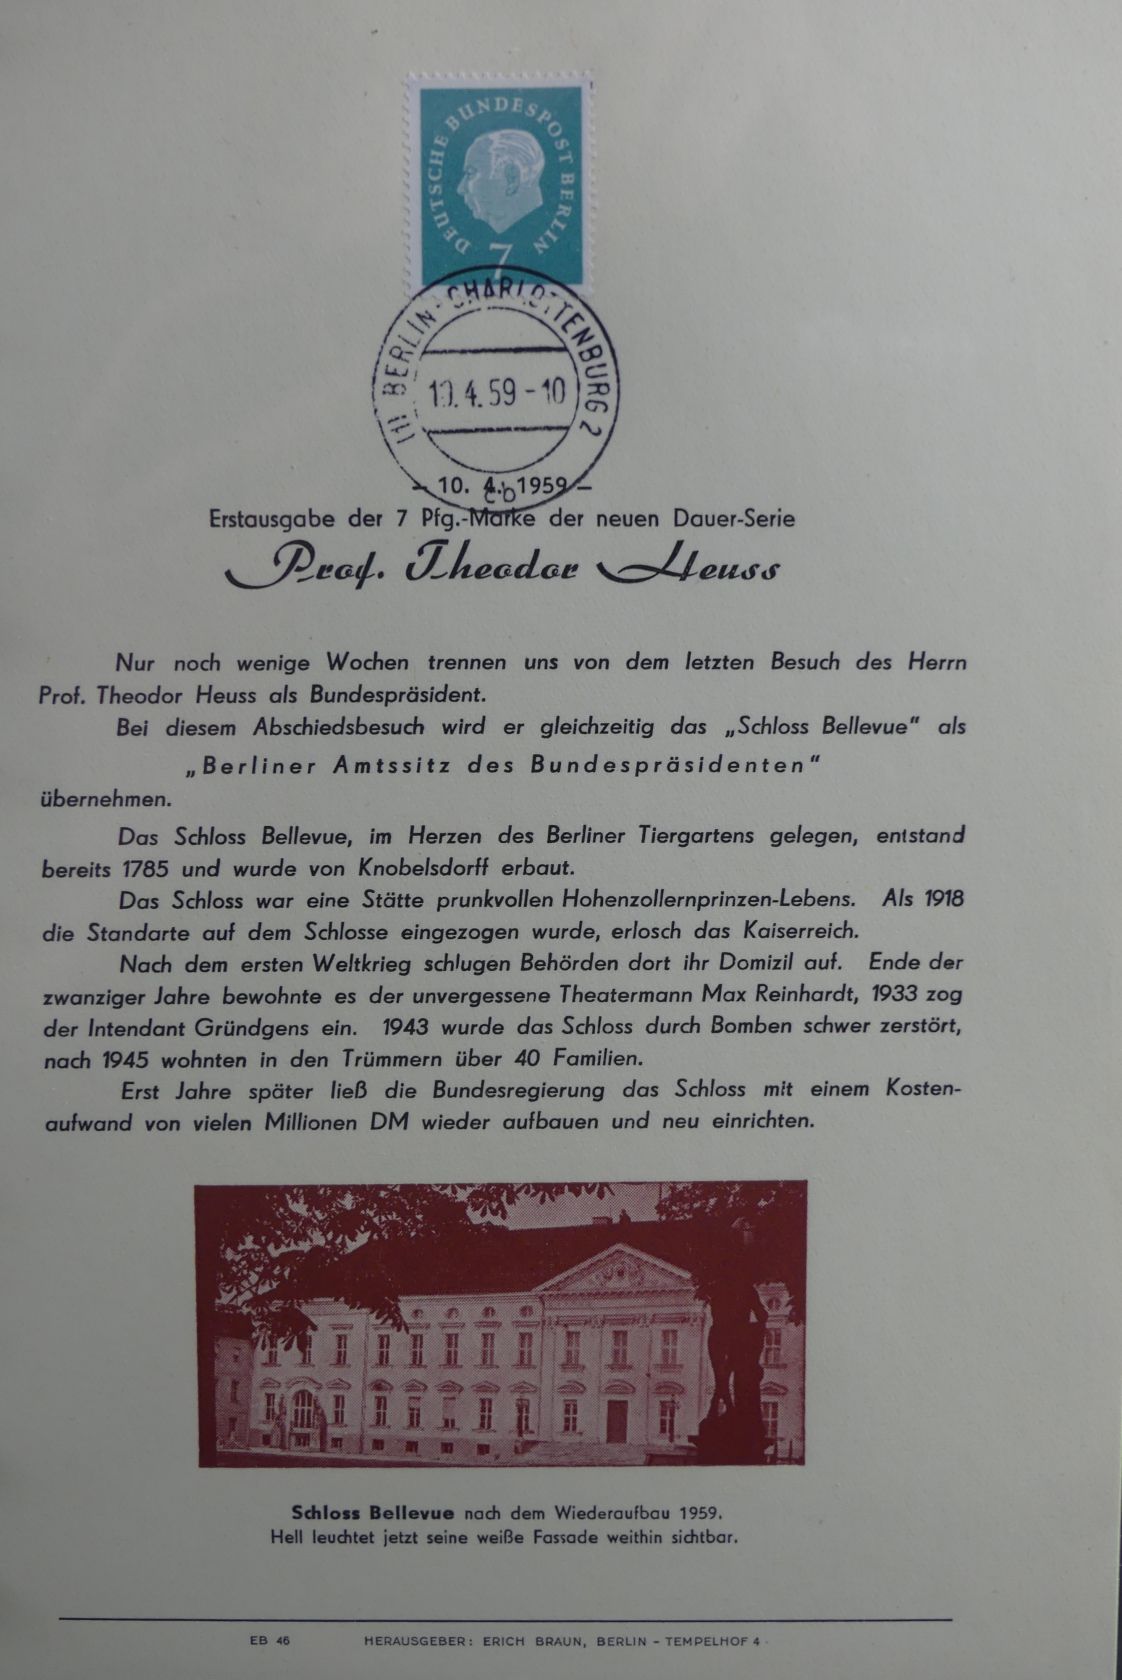 DEUTSCHE BUNDESPOST BERLIN
7
(1) BERLIN-CHARLOTTENBURG 2
10.4.59-10
cb
– 10. 4. 1959 –
Erstausgabe der 7 Pfg.-Marke der neuen Dauer-Serie
Prof. Theodor Heuss
Nur noch wenige Wochen trennen uns von dem letzten Besuch des Herrn
Prof. Theodor Heuss als Bundespräsident.
Bei diesem Abschiedsbesuch wird er gleichzeitig das „Schloss Bellevue" als
„Berliner Amtssitz des Bundespräsidenten"
übernehmen.
Das Schloss Bellevue, im Herzen des Berliner Tiergartens gelegen, entstand
bereits 1785 und wurde von Knobelsdorff erbaut.
Das Schloss war eine Stätte prunkvollen Hohenzollernprinzen-Lebens. Als 1918
die Standarte auf dem Schlosse eingezogen wurde, erlosch das Kaiserreich.
Nach dem ersten Weltkrieg schlugen Behörden dort ihr Domizil auf. Ende der
zwanziger Jahre bewohnte es der unvergessene Theatermann Max Reinhardt, 1933 zog
der Intendant Gründgens ein. 1943 wurde das Schloss durch Bomben schwer zerstört,
nach 1945 wohnten in den Trümmern über 40 Familien.
Erst Jahre später ließ die Bundesregierung das Schloss mit einem Kosten-
aufwand von vielen Millionen DM wieder aufbauen und neu einrichten.
Schloss Bellevue nach dem Wiederaufbau 1959.
Hell leuchtet jetzt seine weiße Fassade weithin sichtbar.
EB 46 HERAUSGEBER: ERICH BRAUN, BERLIN - TEMPELHOF 4